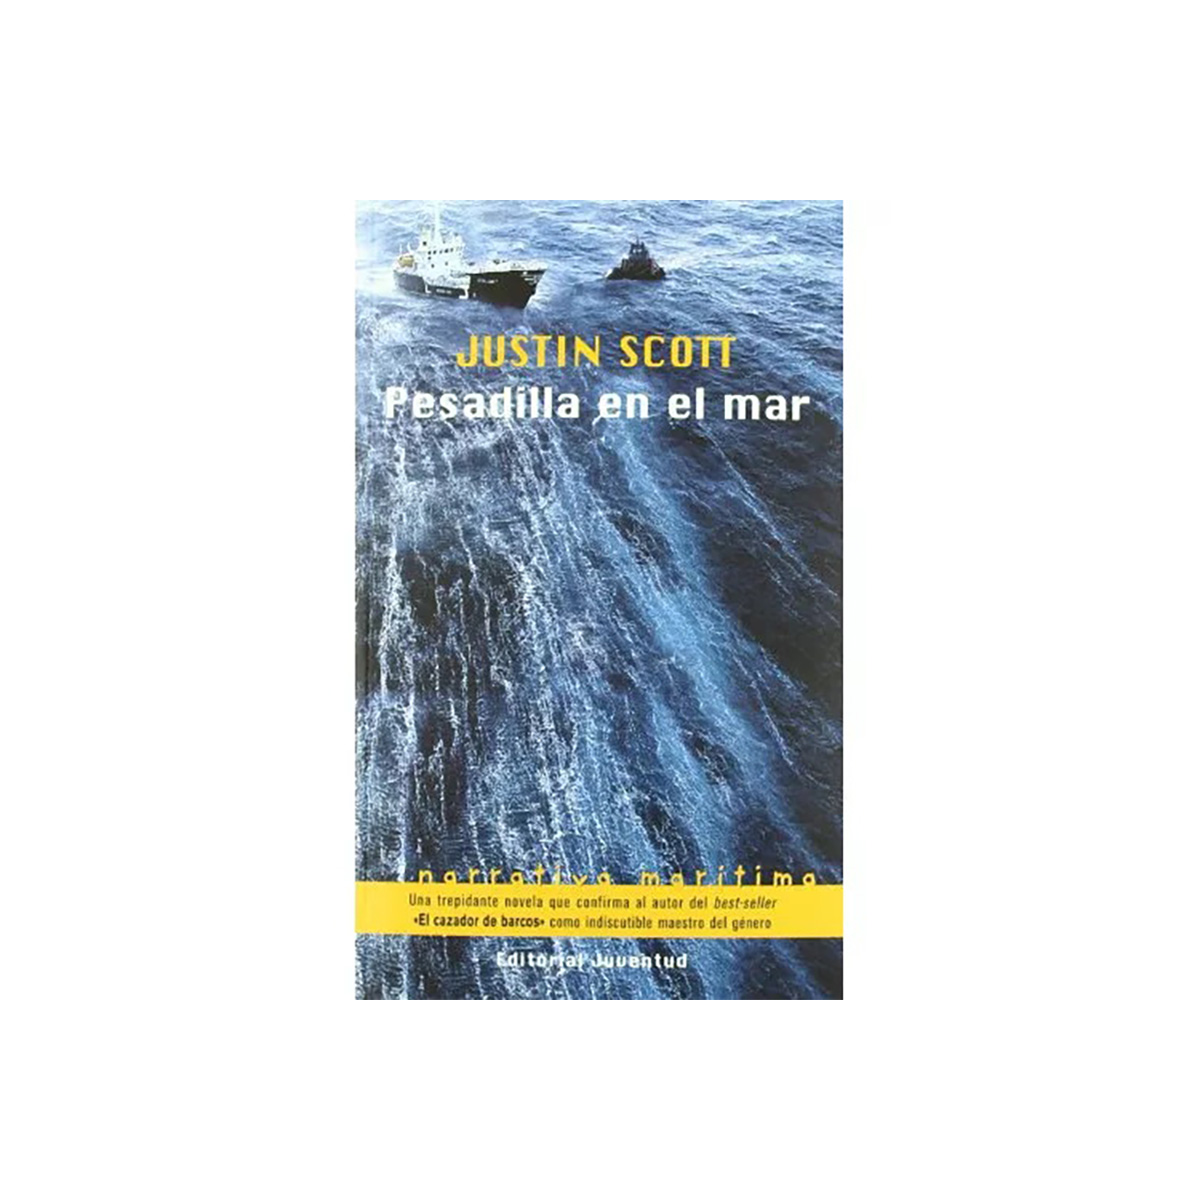 JUSTIN SCOTT
Pesadilla en el mar
narrativa marítima
Una trepidante novela que confirma al autor del best-seller
«El cazador de barcos» como indiscutible maestro del género
Editorial Juventud